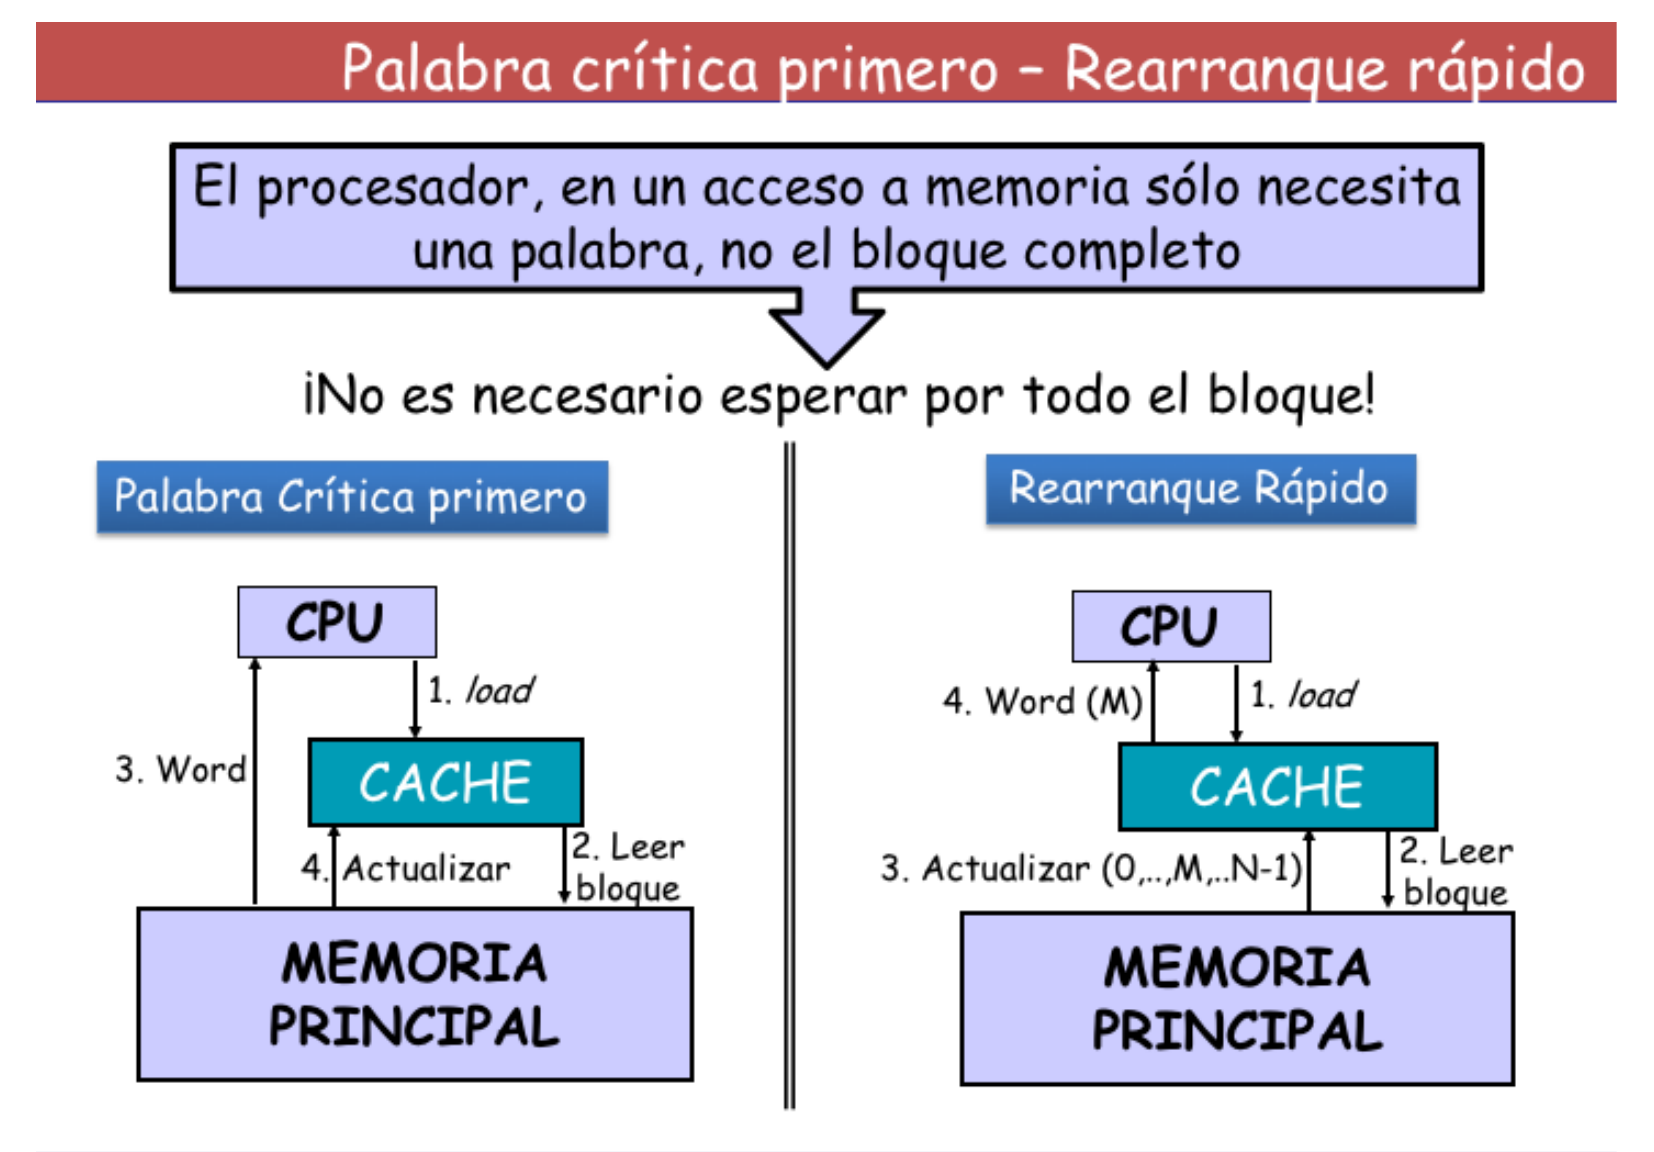 Palabra crítica primero – Rearranque rápido
El procesador, en un acceso a memoria sólo necesita
una palabra, no el bloque completo
¡No es necesario esperar por todo el bloque!
Palabra Crítica primero
CPU
1. load
3. Word
CACHE
2. Leer
bloque
4. Actualizar
MEMORIA
PRINCIPAL
Rearranque Rápido
CPU
4. Word (M)
1. load
CACHE
3. Actualizar (0,..,M,..N-1)
2. Leer
bloque
MEMORIA
PRINCIPAL